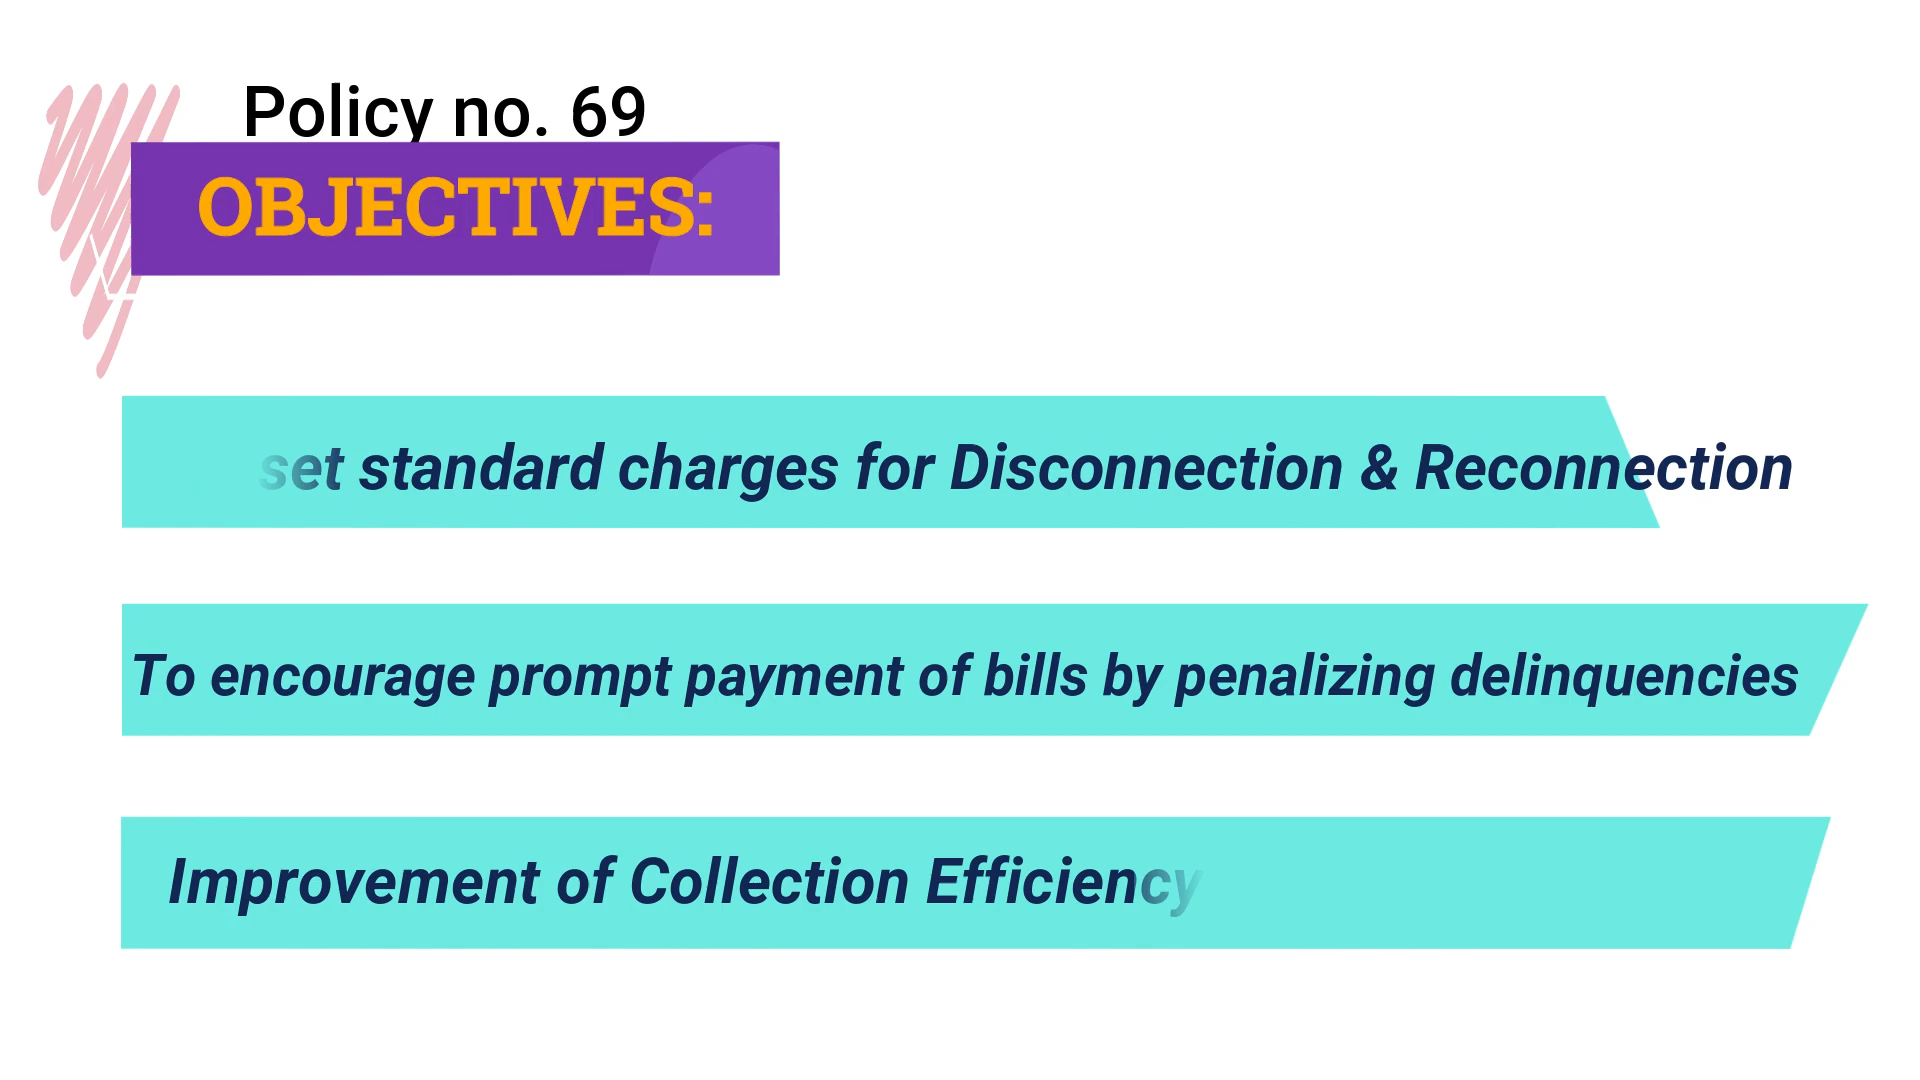 Policy no. 69
OBJECTIVES:
set standard charges for Disconnection & Reconnection
To encourage prompt payment of bills by penalizing delinquencies
Improvement of Collection Efficiency